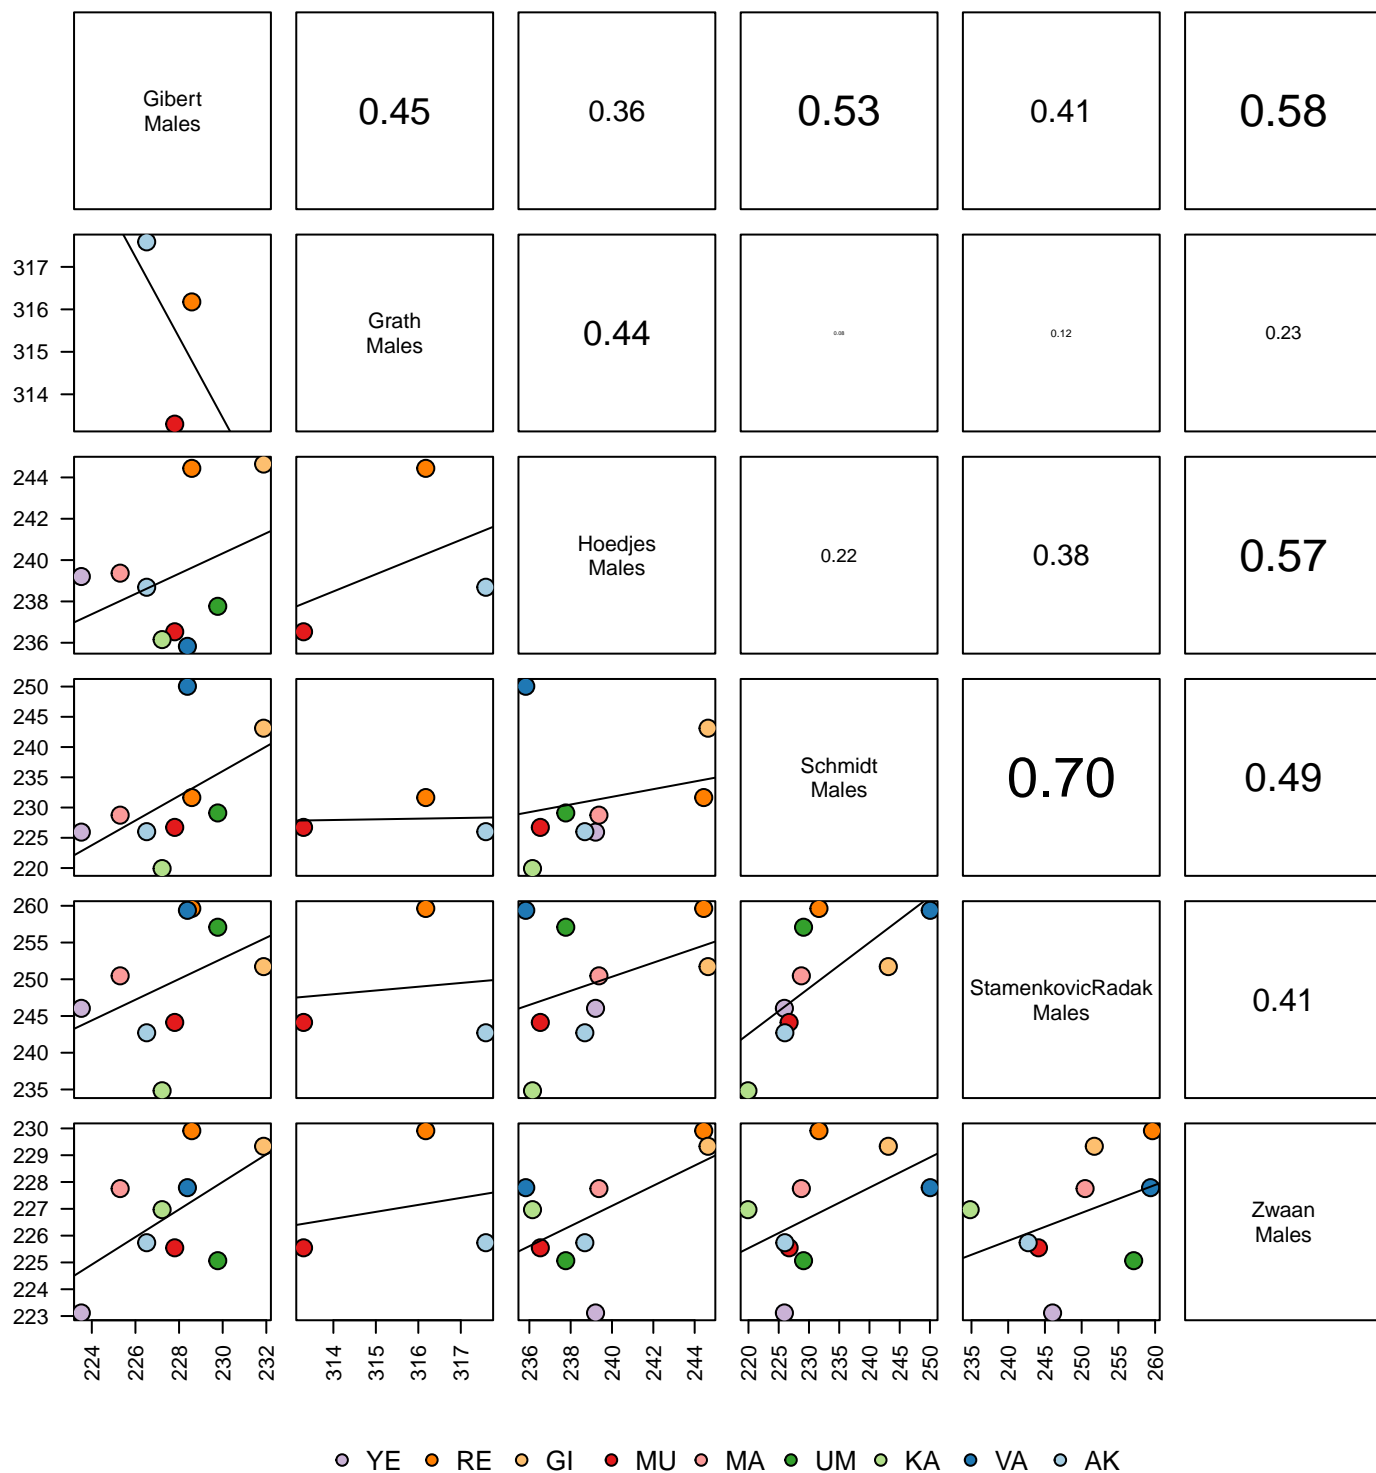 Gibert
Males
0.45
0.36
0.53
0.41
0.58
317
316
315
314
Grath
Males
0.44
0.08
0.12
0.23
244
242
240
238
236
Hoedjes
Males
0.22
0.38
0.57
250
245
240
235
230
225
220
Schmidt
Males
0.70
0.49
260
255
250
245
240
235
StamenkovicRadak
Males
0.41
230
229
228
227
226
225
224
223
Zwaan
Males
224 226 228 230 232
314 315 316 317
236 238 240 242 244
220 225 230 235 240 245 250
235 240 245 250 255 260
YE RE GI MU MA UM KA VA AK